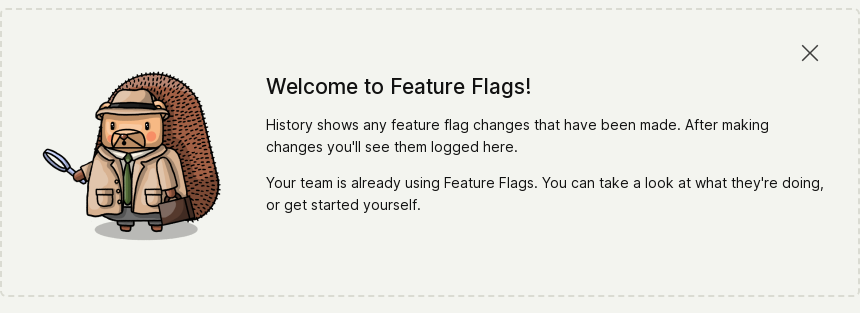 Welcome to Feature Flags!
History shows any feature flag changes that have been made. After making
changes you'll see them logged here.
Your team is already using Feature Flags. You can take a look at what they're doing,
or get started yourself.